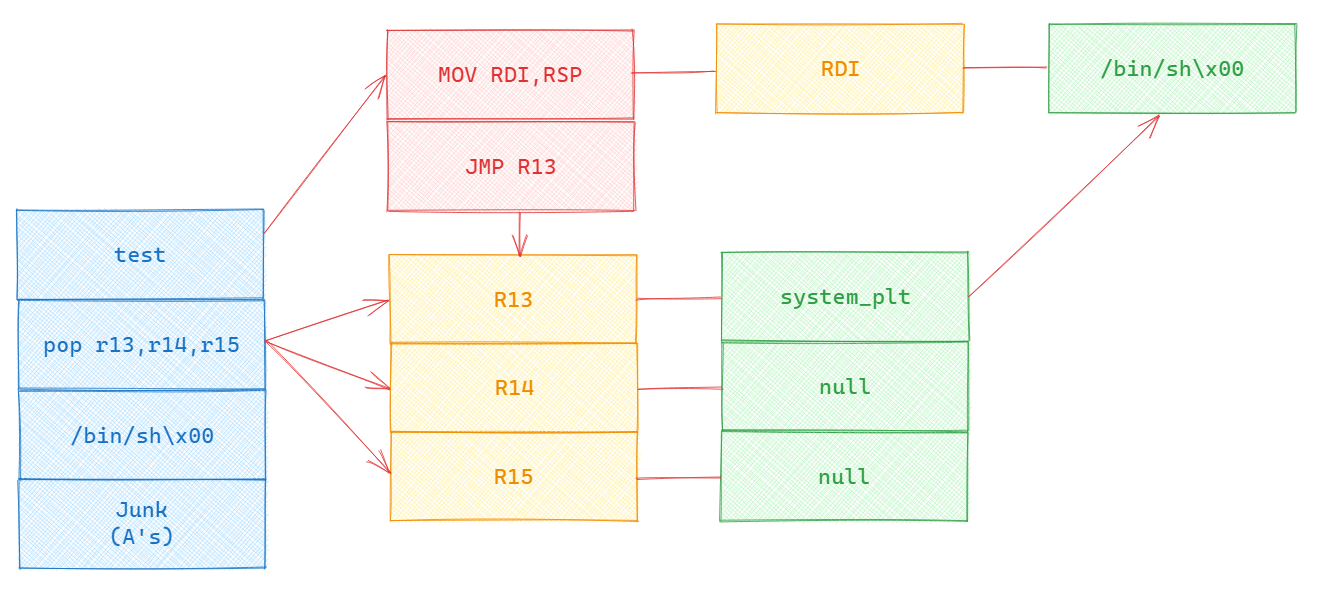 MOV RDI,RSP
RDI
/bin/sh\x00
JMP R13
test
R13
system_plt
pop r13,r14,r15
R14
null
/bin/sh\x00
R15
null
Junk
(A's)